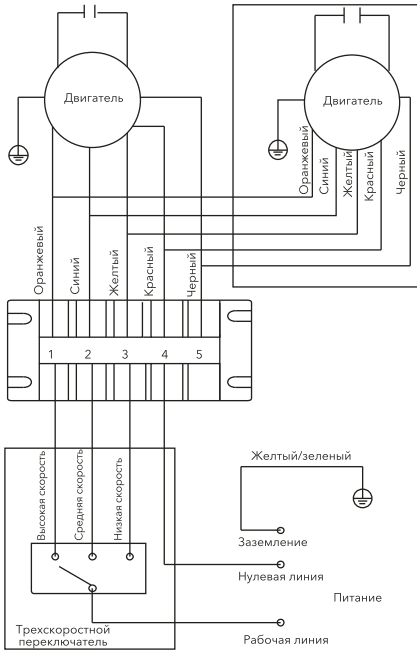 Двигатель
Двигатель
Оранжевый
Синий
Желтый
Красный
Черный
Оранжевый
Синий
Желтый
Красный
Черный
1 2 3 4 5
Высокая скорость
Средняя скорость
Низкая скорость
Желтый/зеленый
Заземление
Нулевая линия
Питание
Трехскоростной
переключатель
Рабочая линия